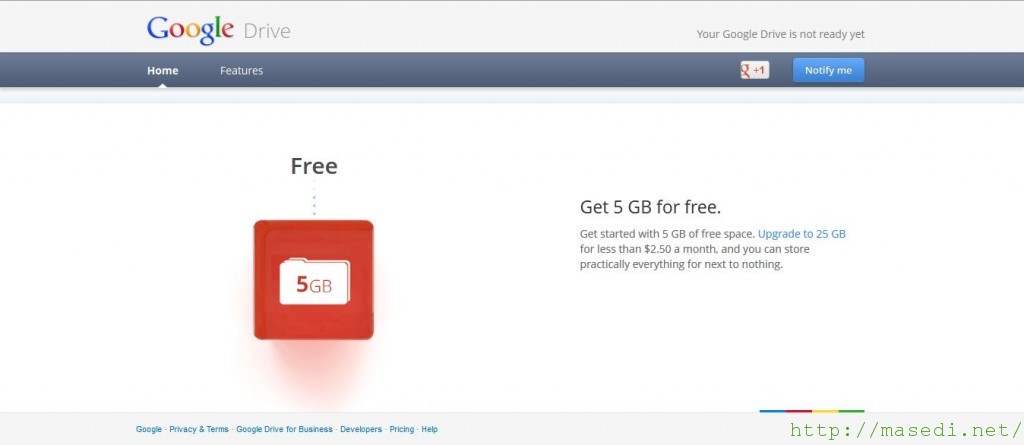 Google Drive
Your Google Drive is not ready yet
Home Features
g +1 Notify me
Free
5GB
Get 5 GB for free.
Get started with 5 GB of free space. Upgrade to 25 GB
for less than $2.50 a month, and you can store
practically everything for next to nothing.
Google · Privacy & Terms · Google Drive for Business · Developers · Pricing · Help
http://masedi.net/